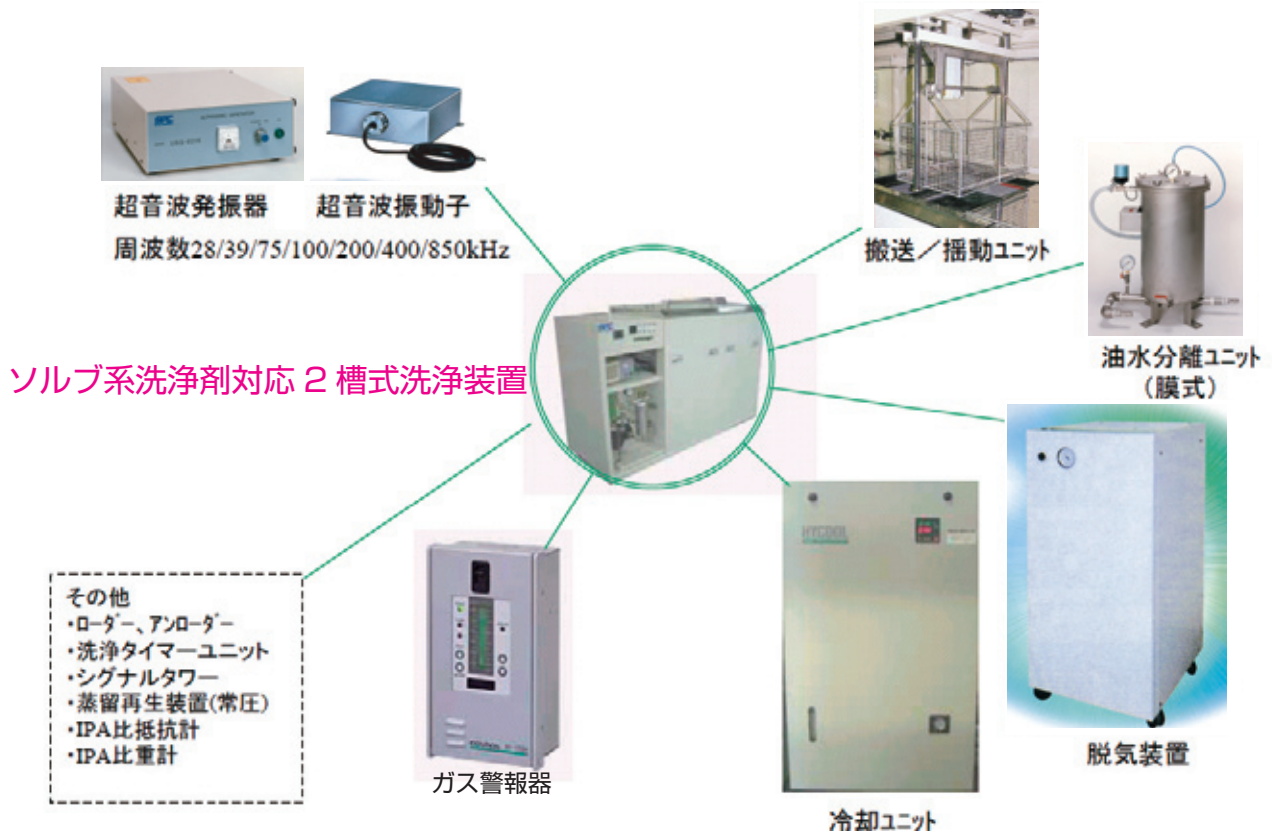 超音波発振器
超音波振動子
周波数28/39/75/100/200/400/850kHz
搬送／揺動ユニット
油水分離ユニット
（膜式）
ソルブ系洗浄剤対応２槽式洗浄装置
HYCOOL
その他
・ローダー、アンローダー
・洗浄タイマーユニット
・シグナルタワー
・蒸留再生装置(常圧)
・IPA比抵抗計
・IPA比重計
ガス警報器
冷却ユニット
脱気装置